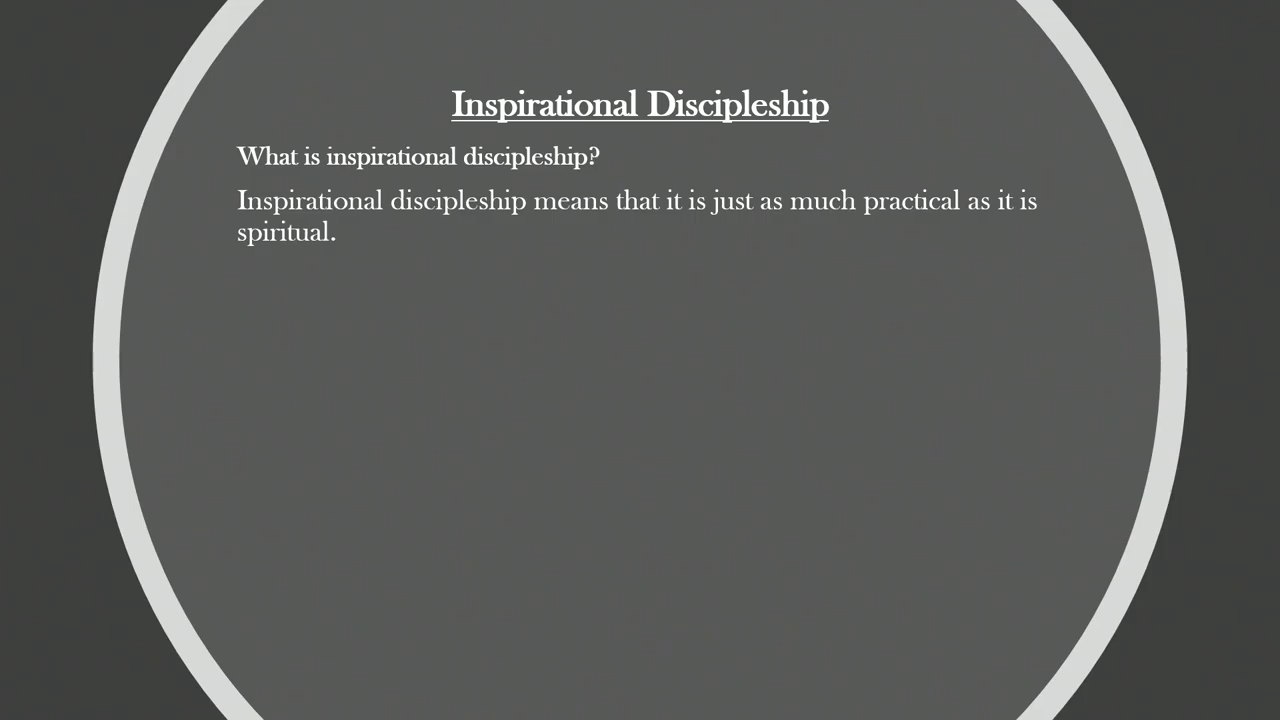 Inspirational Discipleship
What is inspirational discipleship?
Inspirational discipleship means that it is just as much practical as it is
spiritual.